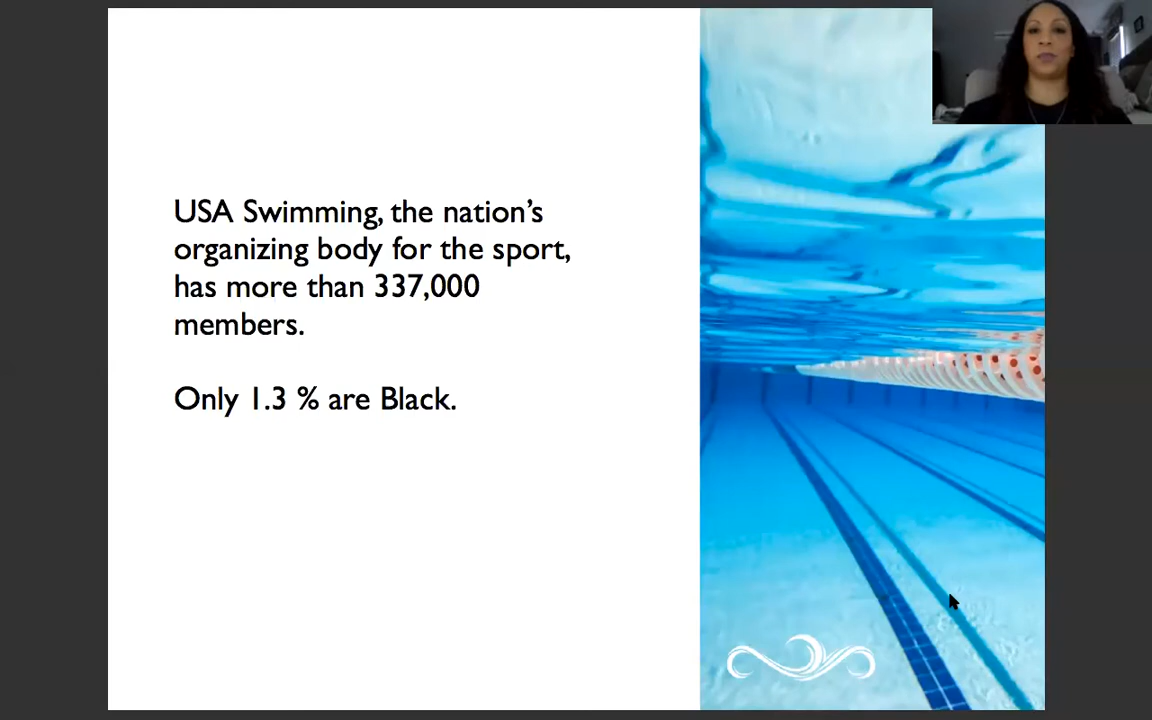 USA Swimming, the nation’s
organizing body for the sport,
has more than 337,000
members.
Only 1.3 % are Black.